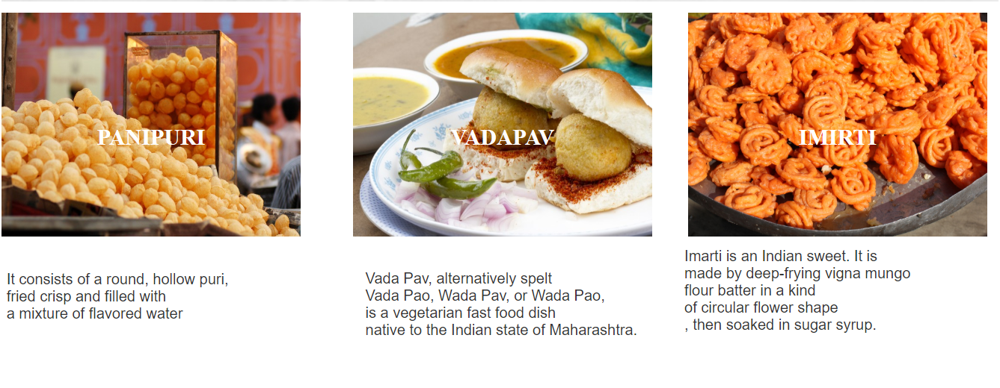 PANIPURI
It consists of a round, hollow puri,
fried crisp and filled with
a mixture of flavored water
VADAPAV
Vada Pav, alternatively spelt
Vada Pao, Wada Pav, or Wada Pao,
is a vegetarian fast food dish
native to the Indian state of Maharashtra.
IMIRTI
Imarti is an Indian sweet. It is
made by deep-frying vigna mungo
flour batter in a kind
of circular flower shape
, then soaked in sugar syrup.